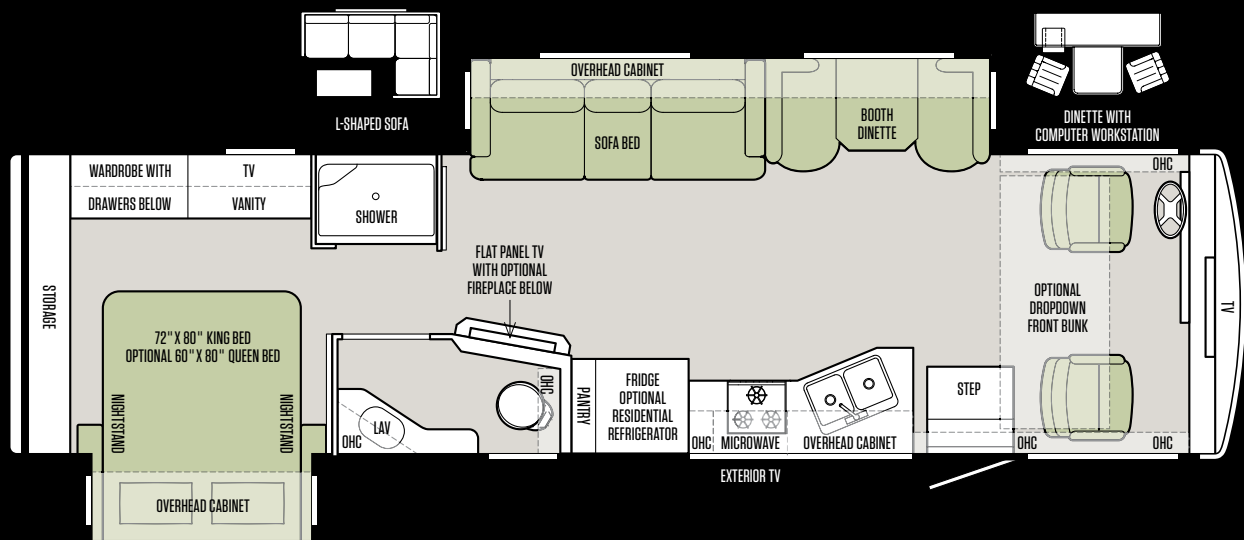 L-SHAPED SOFA
OVERHEAD CABINET
SOFA BED
BOOTH
DINETTE
DINETTE WITH
COMPUTER WORKSTATION
WARDROBE WITH
DRAWERS BELOW
TV
VANITY
SHOWER
OHC
FLAT PANEL TV
WITH OPTIONAL
FIREPLACE BELOW
STORAGE
72" X 80" KING BED
OPTIONAL 60" X 80" QUEEN BED
NIGHTSTAND
NIGHTSTAND
OVERHEAD CABINET
OHC
LAV
OHC
PANTRY
FRIDGE
OPTIONAL
RESIDENTIAL
REFRIGERATOR
OHC
MICROWAVE
OVERHEAD CABINET
EXTERIOR TV
STEP
OPTIONAL
DROPDOWN
FRONT BUNK
TV
OHC
OHC